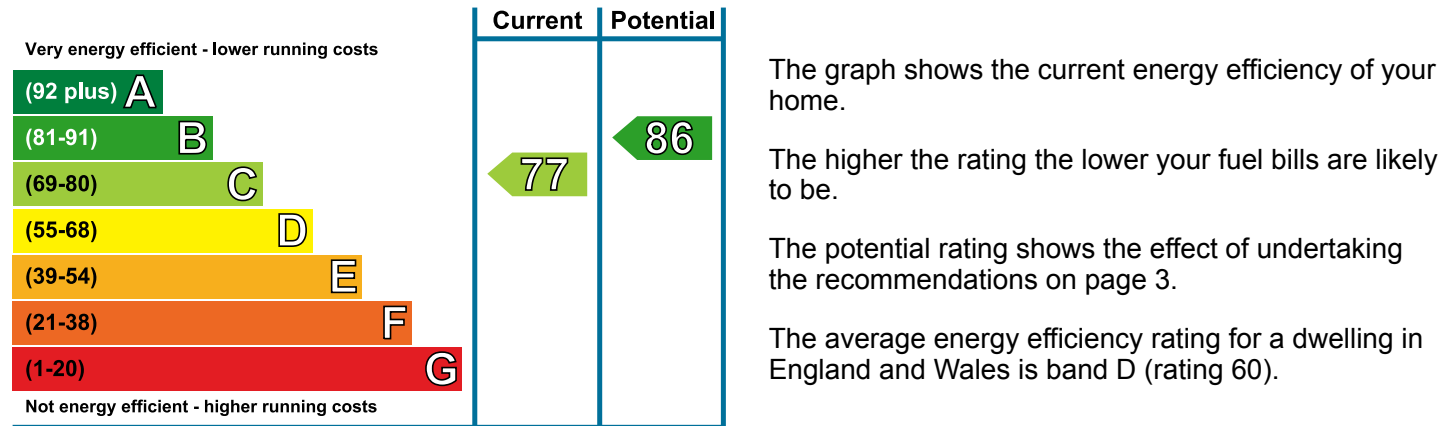 Current Potential
Very energy efficient - lower running costs
(92 plus) A
(81-91) B
86
(69-80) C
77
(55-68) D
(39-54) E
(21-38) F
(1-20) G
Not energy efficient - higher running costs
The graph shows the current energy efficiency of your
home.
The higher the rating the lower your fuel bills are likely
to be.
The potential rating shows the effect of undertaking
the recommendations on page 3.
The average energy efficiency rating for a dwelling in
England and Wales is band D (rating 60).